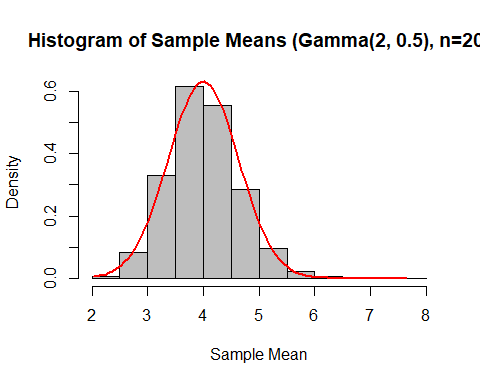 Histogram of Sample Means (Gamma(2, 0.5), n=20
Density
0.6
0.4
0.2
0.0
2 3 4 5 6 7 8
Sample Mean